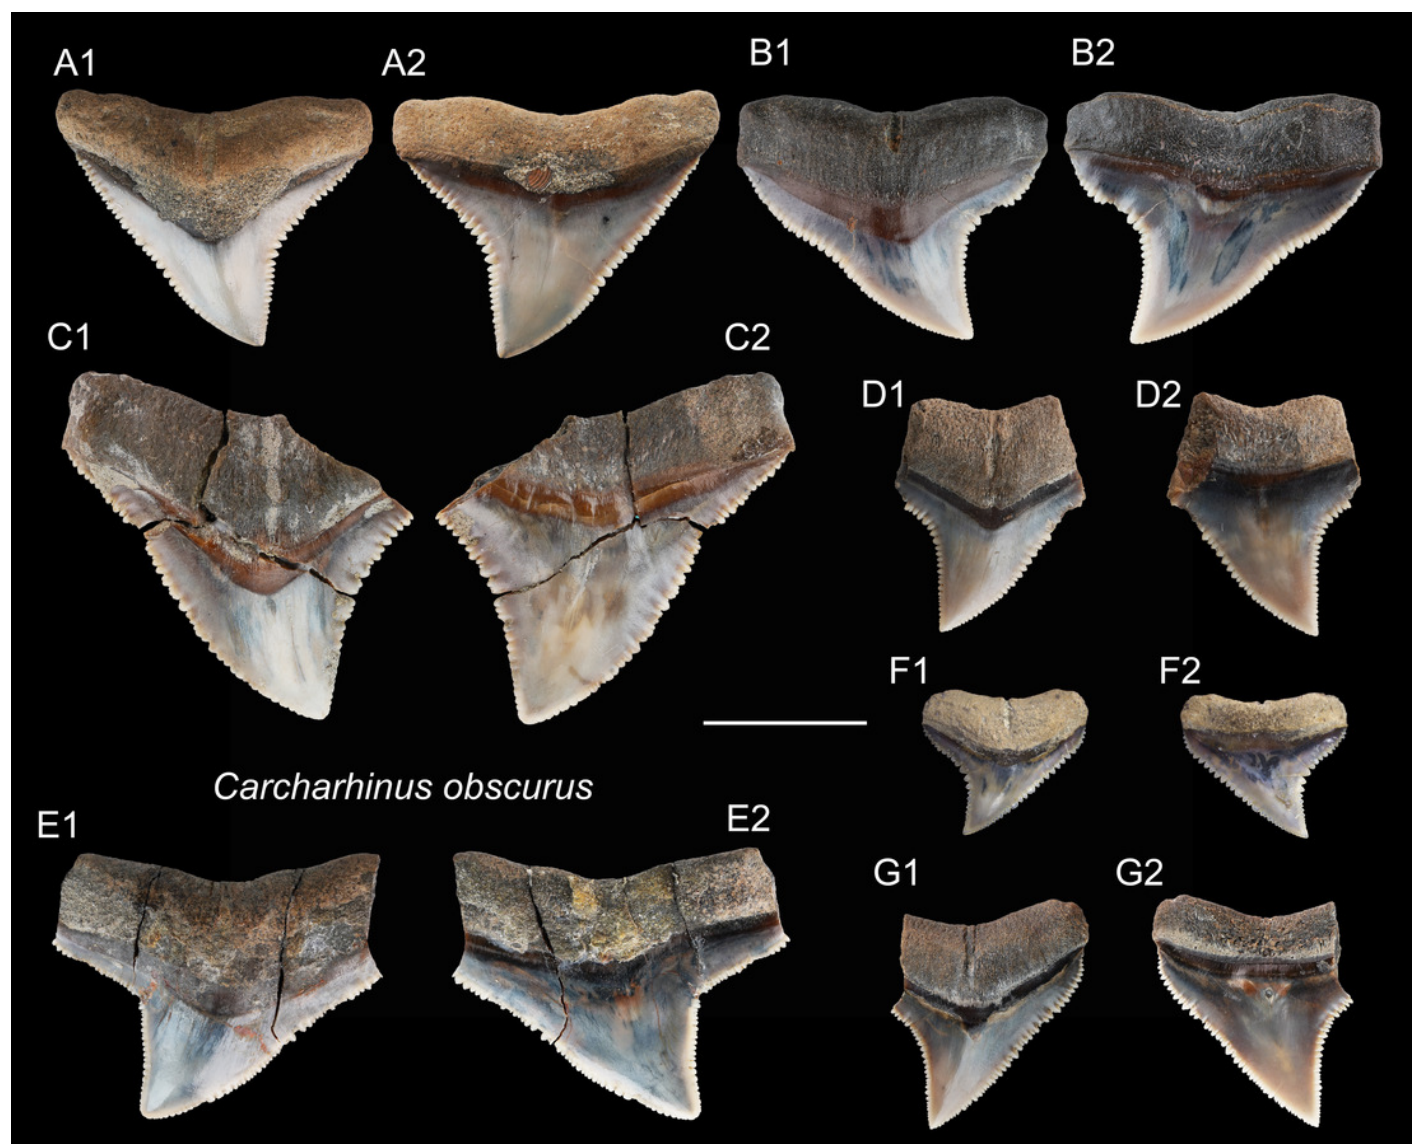 A1 A2 B1 B2
C1 C2 D1 D2
F1 F2
Carcharhinus obscurus
E1 E2 G1 G2